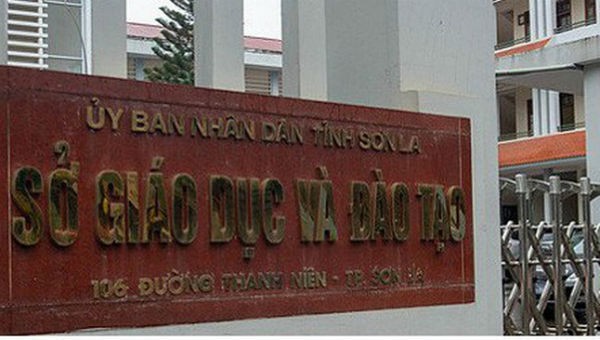 ỦY BAN NHÂN DÂN TỈNH SƠN LA
SỞ GIÁO DỤC VÀ ĐÀO TẠO
106 ĐƯỜNG THANH NIÊN - TP. SƠN LA